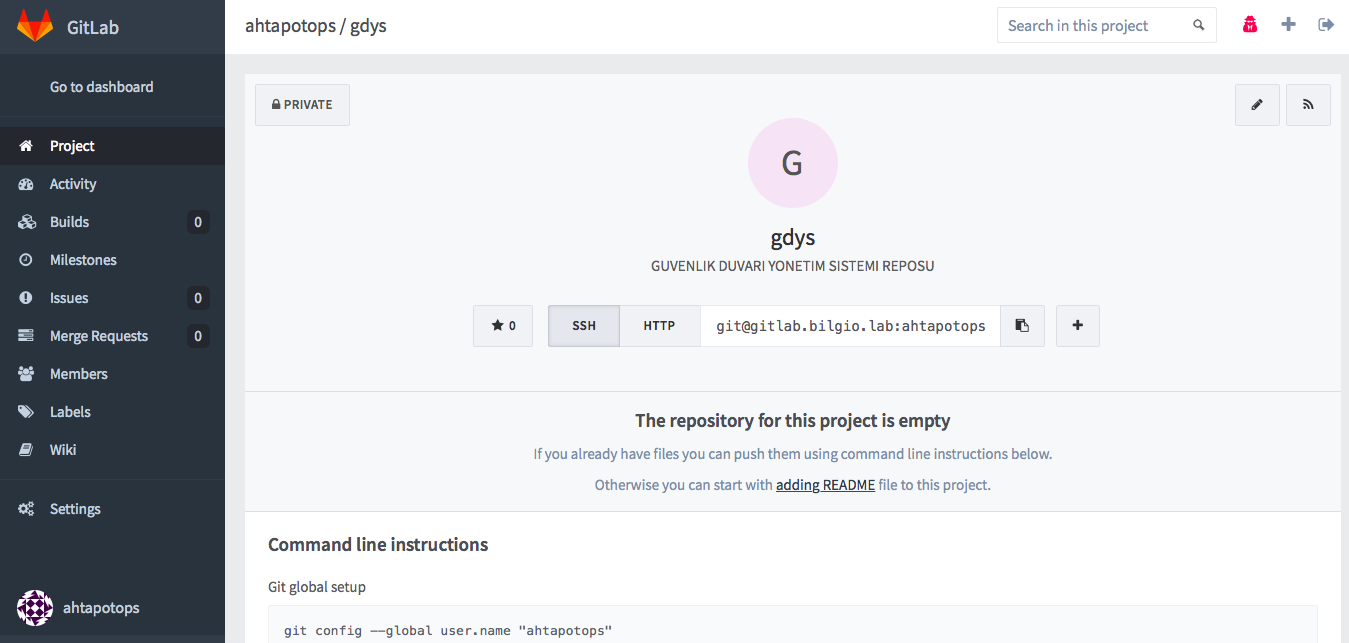 GitLab
ahtapotops / gdys
Search in this project
Go to dashboard
PRIVATE
Project
Activity
Builds 0
Milestones
Issues 0
Merge Requests 0
Members
Labels
Wiki
Settings
ahtapotops
G
gdys
GUVENLIK DUVARI YONETIM SISTEMI REPOSU
0 SSH HTTP git@gitlab.bilgio.lab:ahtapotops
The repository for this project is empty
If you already have files you can push them using command line instructions below.
Otherwise you can start with adding README file to this project.
Command line instructions
Git global setup
git config --global user.name "ahtapotops"